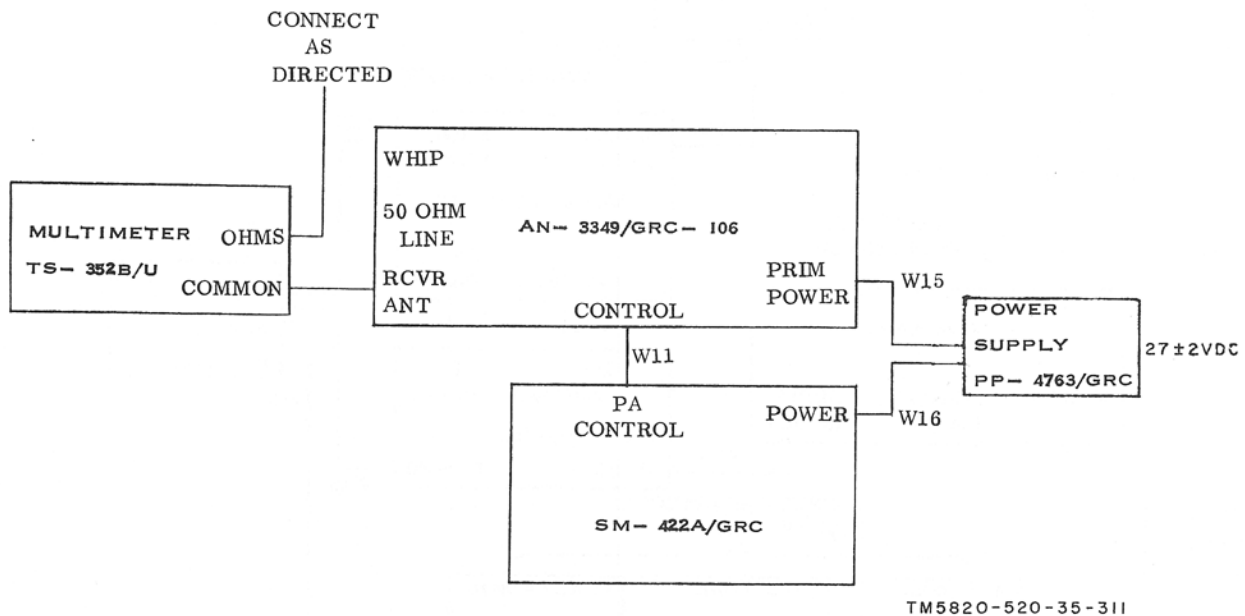 CONNECT
AS
DIRECTED
WHIP
50 OHM
LINE
RCVR
ANT
AN- 3349/GRC- 106
PRIM
POWER
CONTROL
MULTIMETER
TS- 352B/U
OHMS
COMMON
W15
POWER
SUPPLY
PP- 4763/GRC
27±2VDC
W11
PA
CONTROL
POWER
W16
SM- 422A/GRC
TM5820-520-35-311